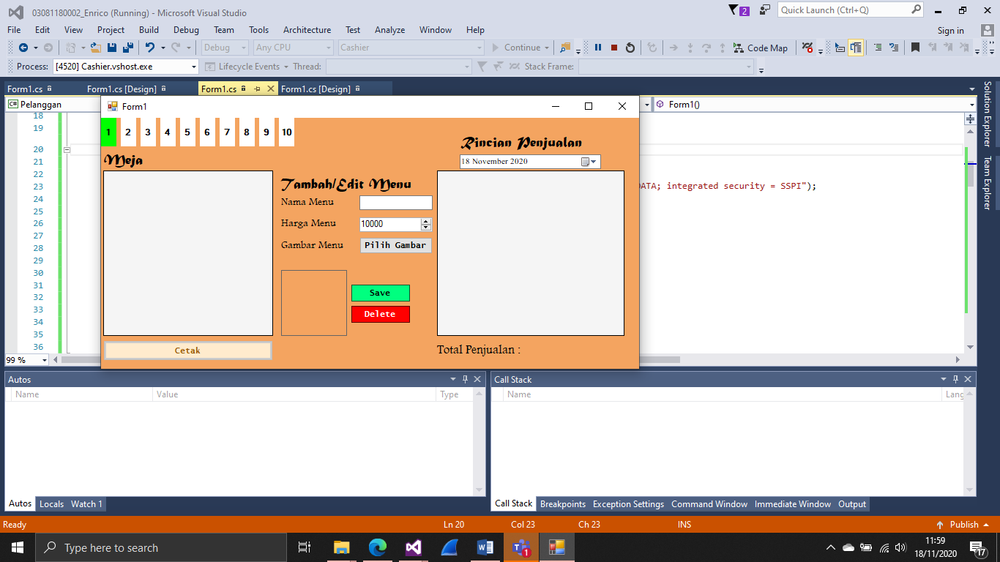 03081180002_Enrico (Running) - Microsoft Visual Studio
2
Quick Launch (Ctrl+Q)
File Edit View Project Build Debug Team Tools Architecture Test Analyze Window Help
Sign in
Debug Any CPU Cashier Continue Code Map
Process: [4520] Cashier.vshost.exe Lifecycle Events Thread: Stack Frame:
Form1.cs Form1.cs [Design] Form1.cs Form1.cs [Design]
C# Pelanggan
Form1()
Form1
1 2 3 4 5 6 7 8 9 10
Rincian Penjualan
Meja
18 November 2020
Tambah/Edit Menu
Nama Menu
Harga Menu 10000
Gambar Menu Pilih Gambar
Save
Delete
Cetak
Total Penjualan :
18
19
20
21
22
23
DATA; integrated security = SSPI");
24
25
26
27
28
29
30
31
32
33
34
35
36
99 %
Solution Explorer
Team Explorer
Autos
Name Value Type
Call Stack
Name Lang
Autos Locals Watch 1
Call Stack Breakpoints Exception Settings Command Window Immediate Window Output
Ready Ln 20 Col 23 Ch 23 INS Publish
Type here to search
W
T
1
11:59
18/11/2020
17